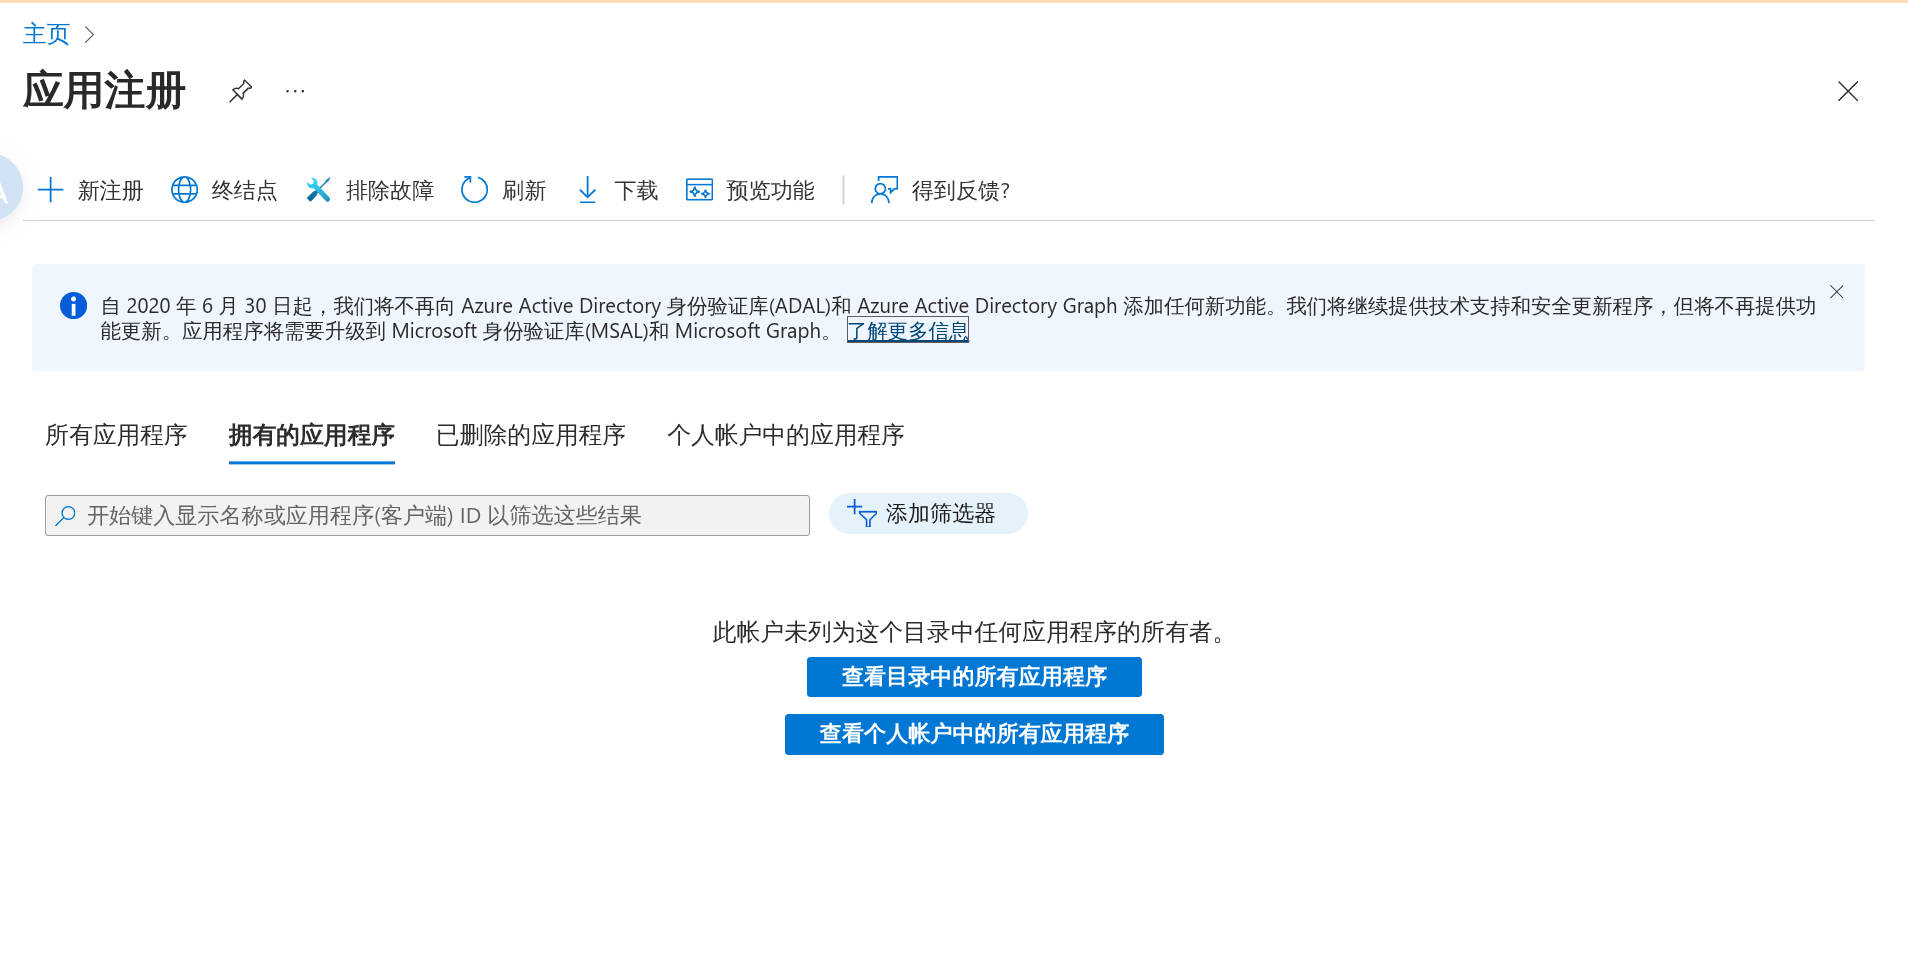 主页
应用注册
新注册 终结点 排除故障 刷新 下载 预览功能 得到反馈?
自 2020 年 6 月 30 日起，我们将不再向 Azure Active Directory 身份验证库(ADAL)和 Azure Active Directory Graph 添加任何新功能。我们将继续提供技术支持和安全更新程序，但将不再提供功
能更新。应用程序将需要升级到 Microsoft 身份验证库(MSAL)和 Microsoft Graph。 了解更多信息
所有应用程序 拥有的应用程序 已删除的应用程序 个人帐户中的应用程序
开始键入显示名称或应用程序(客户端) ID 以筛选这些结果 添加筛选器
此帐户未列为这个目录中任何应用程序的所有者。
查看目录中的所有应用程序
查看个人帐户中的所有应用程序